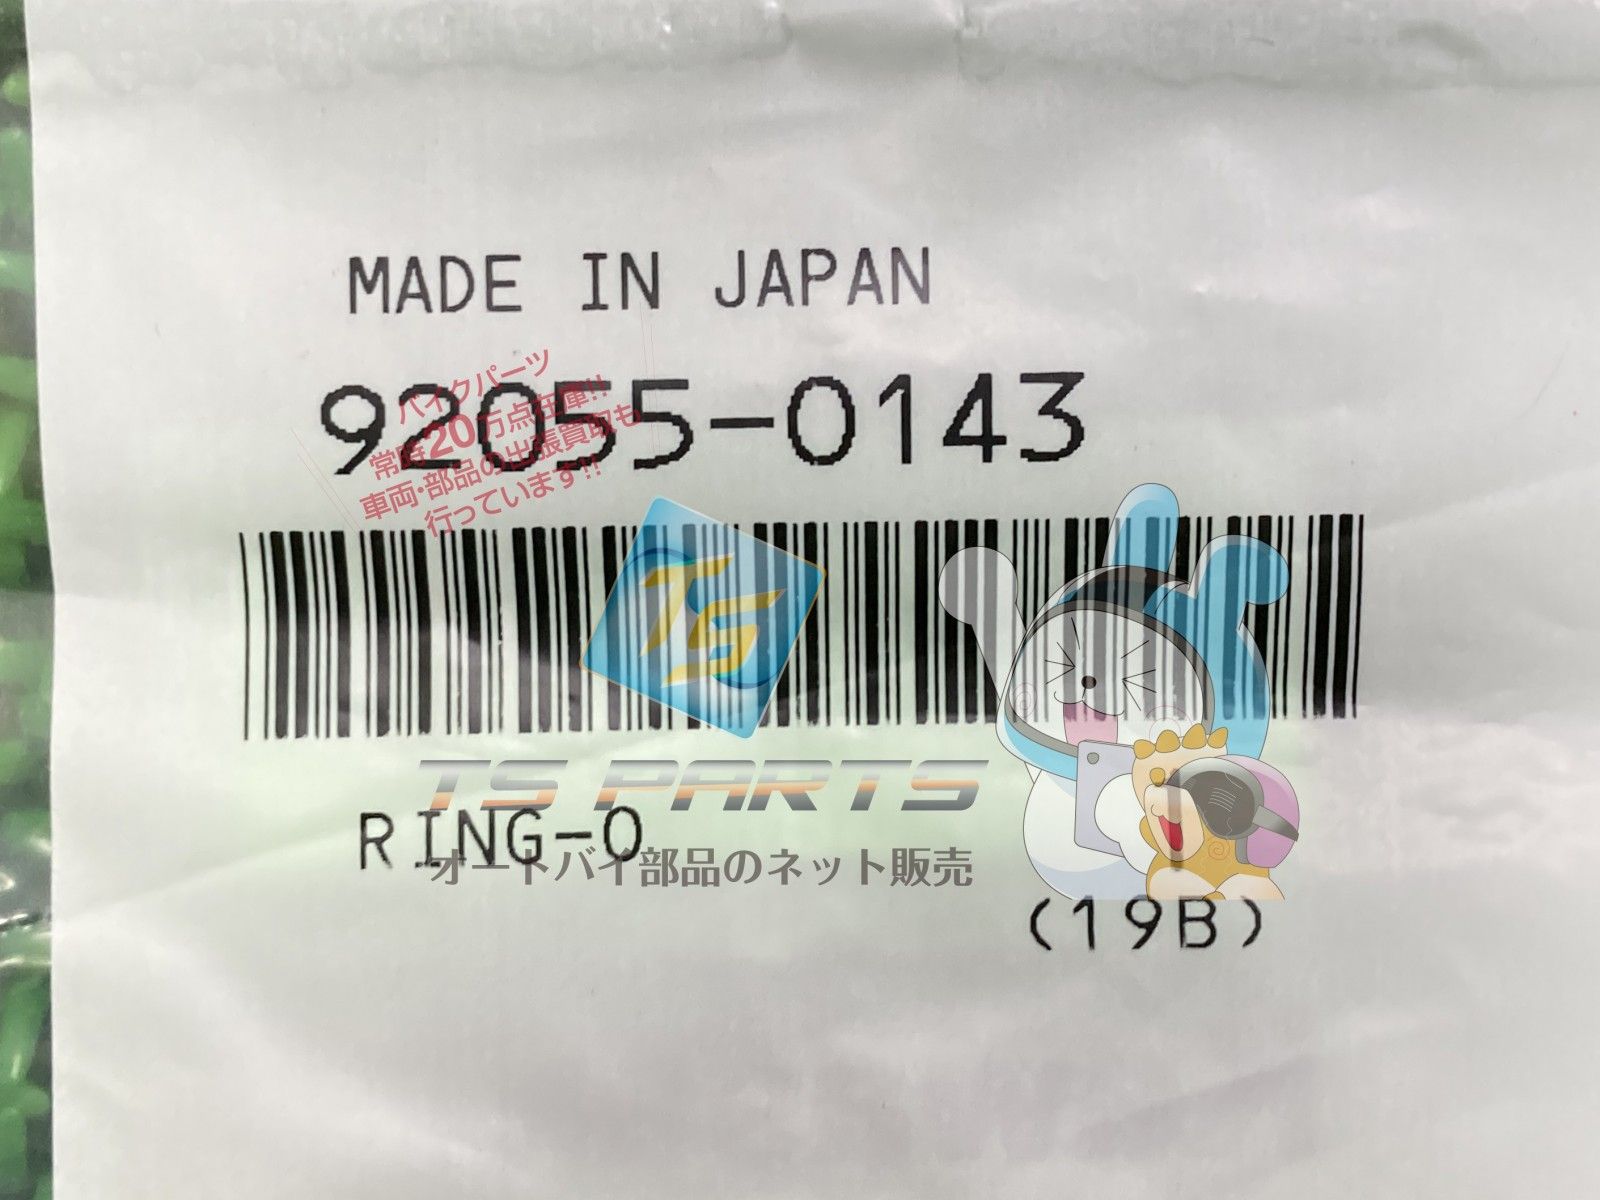 MADE IN JAPAN
92055-0143
バイクパーツ
常時20万点在庫!!
車両・部品の出張買取も
行っています!!
TS
TS PARTS
RING-O
オートバイ部品のネット販売
(19B)